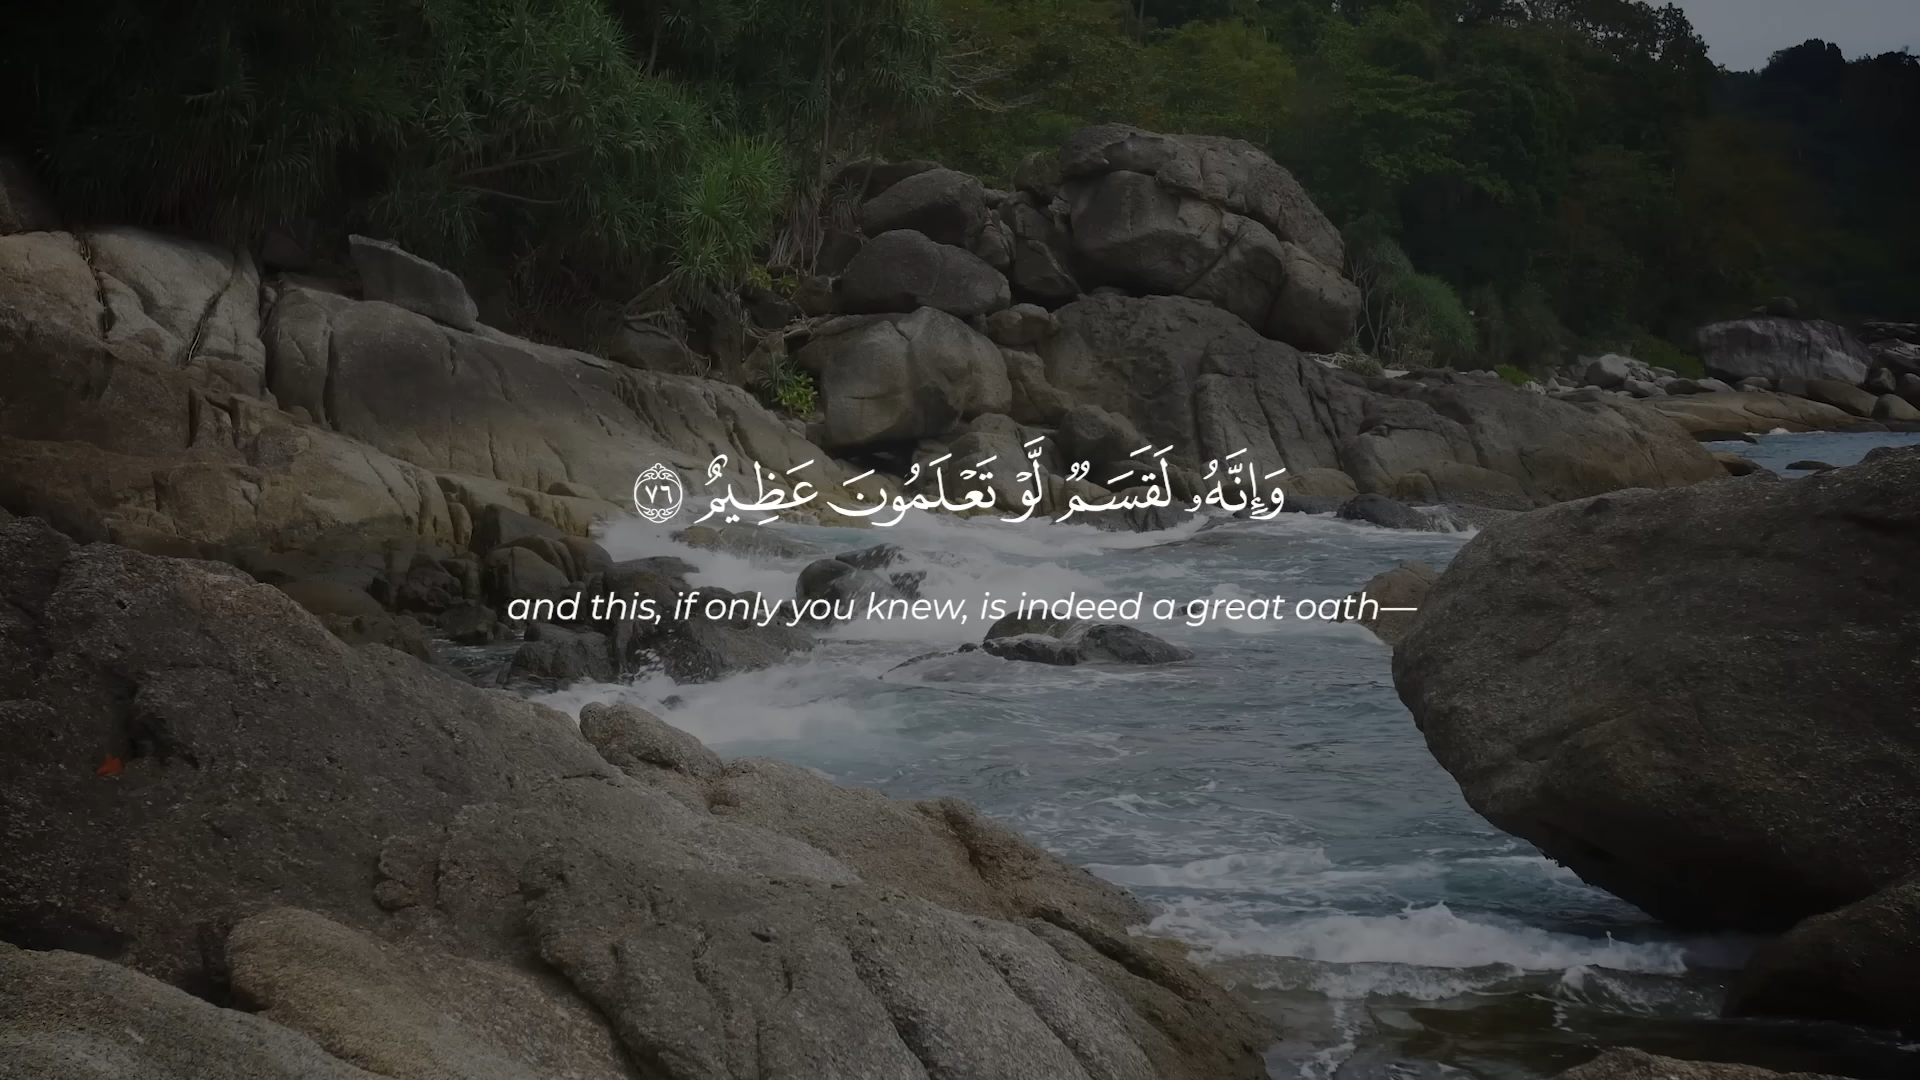 وَإِنَّهُۥ لَقَسَمٌۭ لَّوْ تَعْلَمُونَ عَظِيمٌ ٧٦
and this, if only you knew, is indeed a great oath—